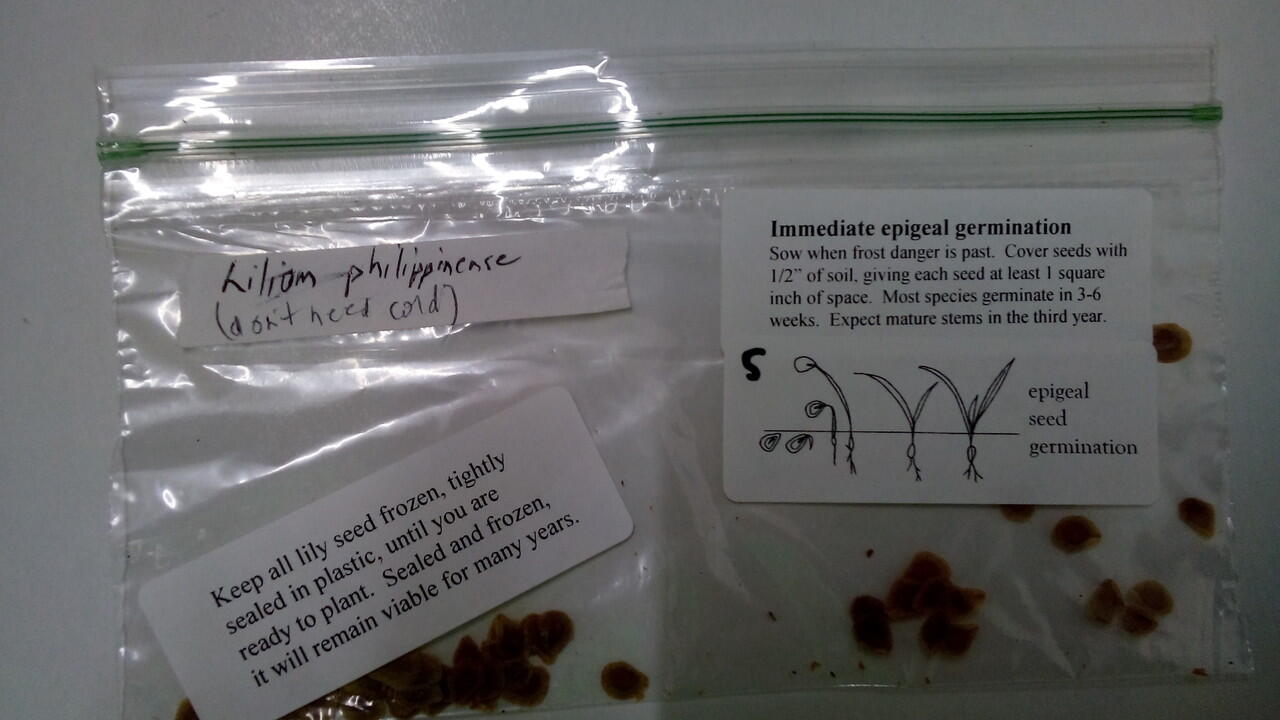 Lilium philippinense
(don't need cold)
Immediate epigeal germination
Sow when frost danger is past. Cover seeds with
1/2" of soil, giving each seed at least 1 square
inch of space. Most species germinate in 3-6
weeks. Expect mature stems in the third year.
S
epigeal
seed
germination
Keep all lily seed frozen, tightly
sealed in plastic, until you are
ready to plant. Sealed and frozen,
it will remain viable for many years.